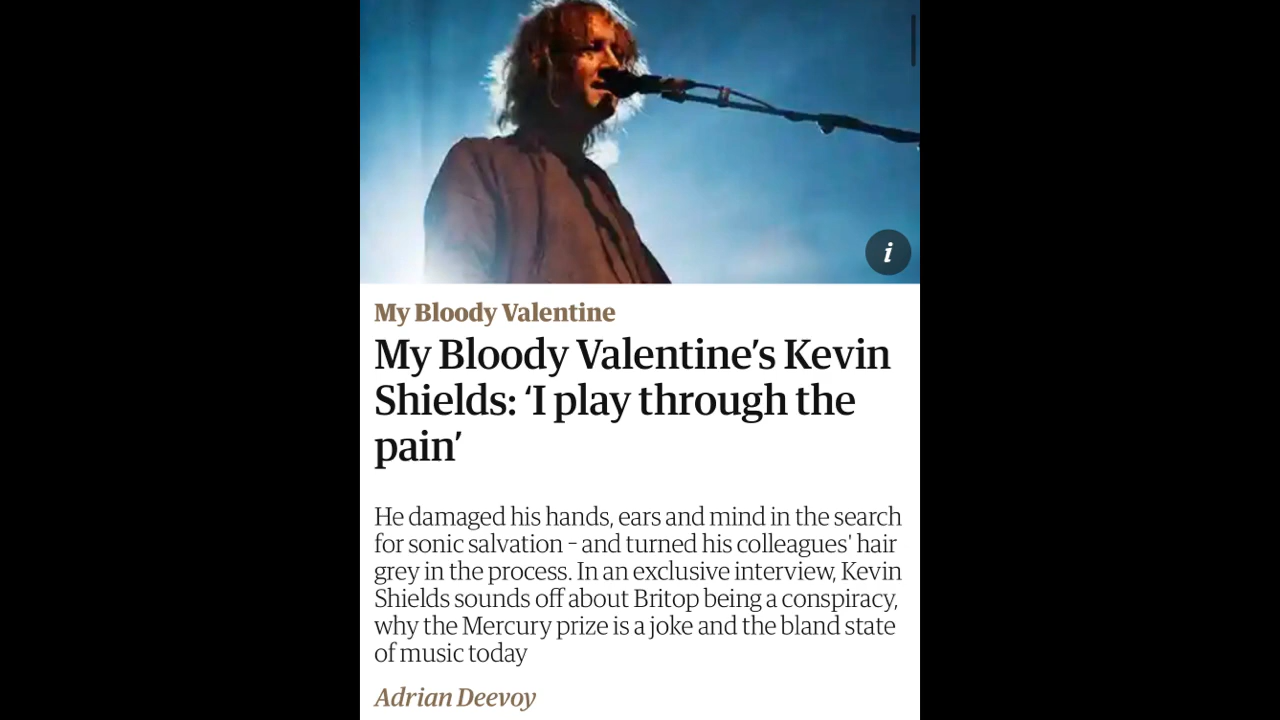 i
My Bloody Valentine
My Bloody Valentine’s Kevin
Shields: ‘I play through the
pain’
He damaged his hands, ears and mind in the search
for sonic salvation – and turned his colleagues' hair
grey in the process. In an exclusive interview, Kevin
Shields sounds off about Britop being a conspiracy,
why the Mercury prize is a joke and the bland state
of music today
Adrian Deevoy